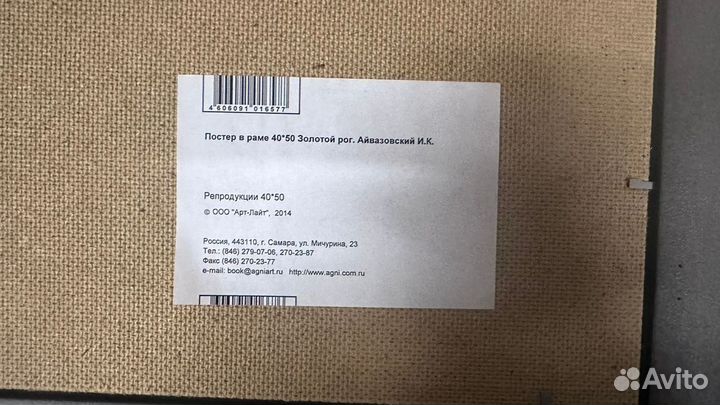 4 606091 016577
Постер в раме 40*50 Золотой рог. Айвазовский И.К.
Репродукции 40*50
© ООО "Арт-Лайт", 2014
Россия, 443110, г. Самара, ул. Мичурина, 23
Тел.: (846) 279-07-06, 270-23-87
Факс (846) 270-23-77
e-mail: book@agniart.ru http://www.agni.com.ru
Avito